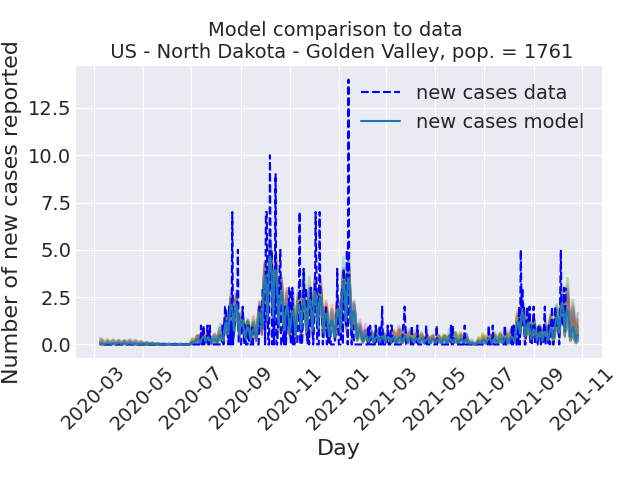 Model comparison to data
US - North Dakota - Golden Valley, pop. = 1761
Number of new cases reported
12.5
10.0
7.5
5.0
2.5
0.0
new cases data
new cases model
2020-03
2020-05
2020-07
2020-09
2020-11
2021-01
2021-03
2021-05
2021-07
2021-09
2021-11
Day